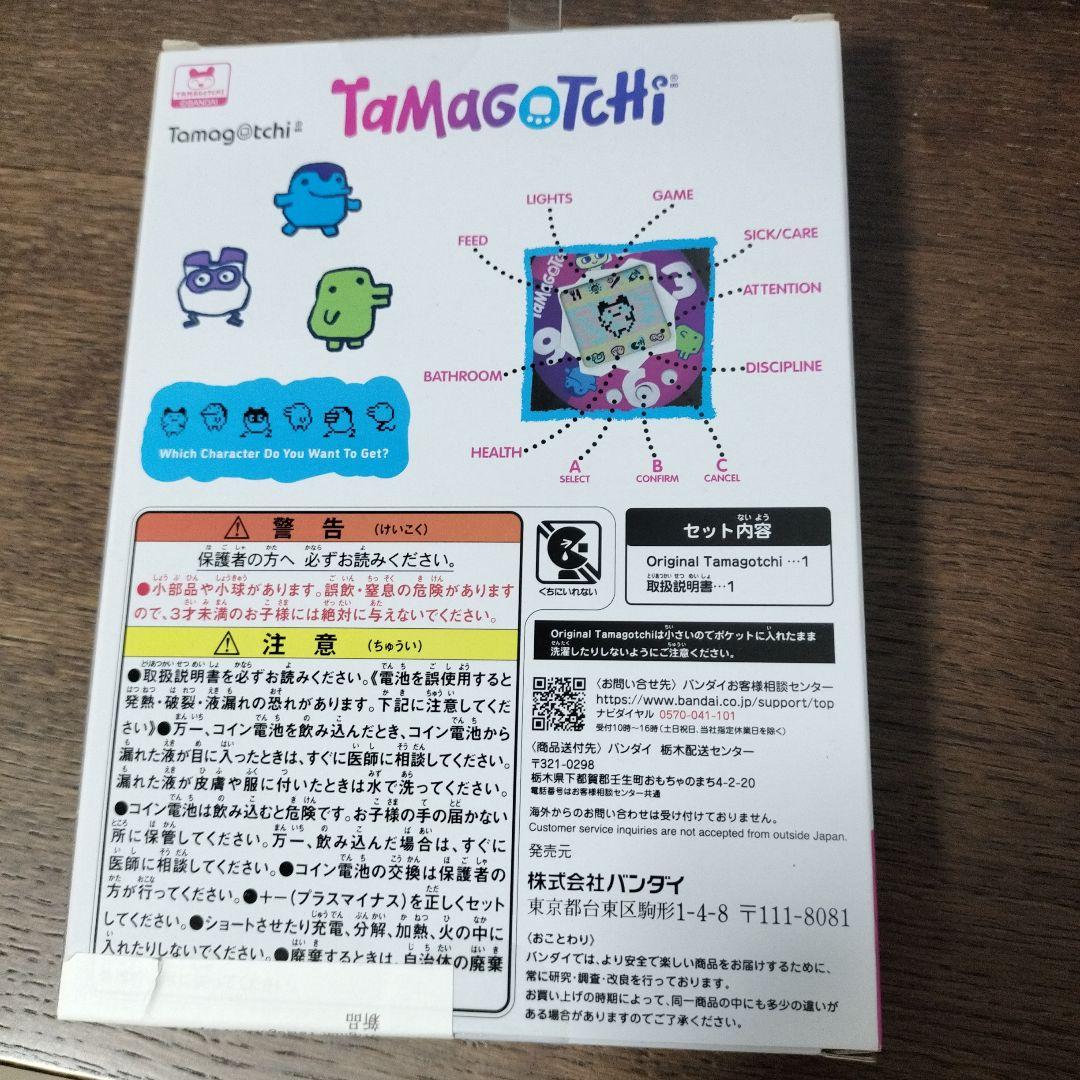 TAMAGOTCHI
©BANDAI
Tamagotchi
TAMAGOTCHI
LIGHTS
GAME
FEED
SICK/CARE
ATTENTION
TAMAGOTCHI
3
9
6
BATHROOM
DISCIPLINE
HEALTH
A
SELECT
B
CONFIRM
C
CANCEL
Which Character Do You Want To Get?
警告 (けいこく)
保護者の方へ 必ずお読みください。
●小部品や小球があります。誤飲・窒息の危険があります
ので、3才未満のお子様には絶対に与えないでください。
注意 (ちゅうい)
●取扱説明書を必ずお読みください。《電池を誤使用すると
発熱・破裂・液漏れの恐れがあります。下記に注意してくだ
さい》●万一、コイン電池を飲み込んだとき、コイン電池から
漏れた液が目に入ったときは、すぐに医師に相談してください。
漏れた液が皮膚や服に付いたときは水で洗ってください。
●コイン電池は飲み込むと危険です。お子様の手の届かない
所に保管してください。万一、飲み込んだ場合は、すぐに
医師に相談してください。●コイン電池の交換は保護者の
方が行ってください。●+−(プラスマイナス)を正しくセット
してください。●ショートさせたり充電、分解、加熱、火の中に
入れたりしないでください。●廃棄するときは、自治体の廃棄
新品
くちにいれない
セット内容
Original Tamagotchi …1
取扱説明書…1
Original Tamagotchiは小さいのでポケットに入れたまま
洗濯したりしないようにご注意ください。
〈お問い合せ先〉バンダイお客様相談センター
https://www.bandai.co.jp/support/top
ナビダイヤル 0570-041-101
受付10時〜16時(土日祝日、当社指定休業日を除く)
〈商品送付先〉バンダイ 栃木配送センター
〒321-0298
栃木県下都賀郡壬生町おもちゃのまち4-2-20
電話番号はお客様相談センター共通
海外からのお問い合わせは受け付けておりません。
Customer service inquiries are not accepted from outside Japan.
発売元
株式会社バンダイ
東京都台東区駒形1-4-8 〒111-8081
〈おことわり〉
バンダイでは、より安全で楽しい商品をお届けするために、
常に研究・調査・改良を行っております。
お買い上げの時期によって、同一商品の中にも多少の違いが
ある場合がありますのでご了承ください。